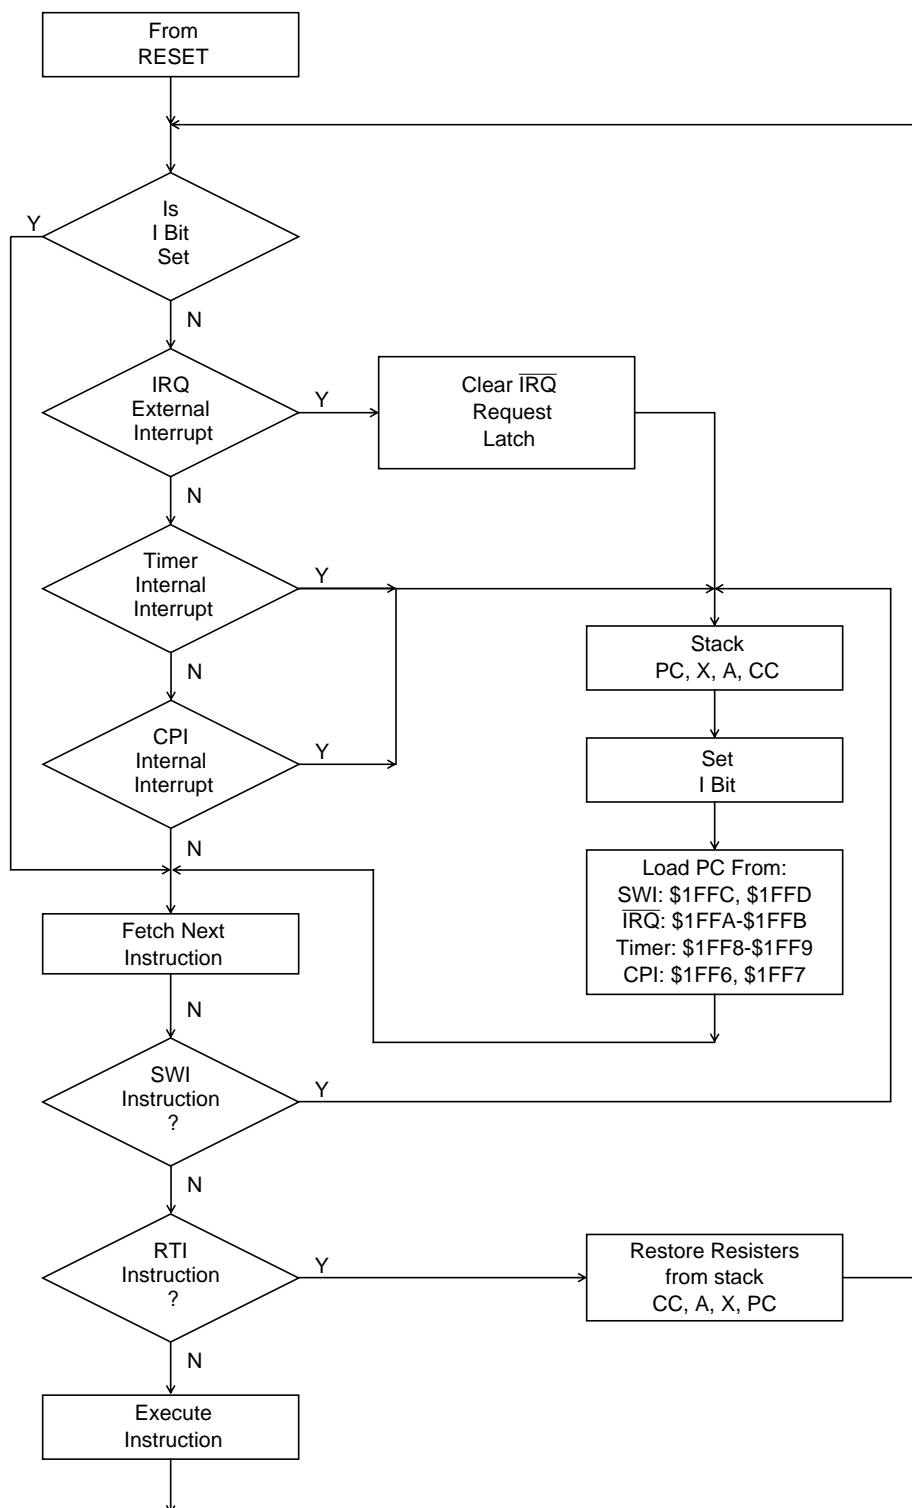 From
RESET
Is
I Bit
Set
Y
N
IRQ
External
Interrupt
Y
Clear I̅R̅Q̅
Request
Latch
N
Timer
Internal
Interrupt
Y
Stack
PC, X, A, CC
N
CPI
Internal
Interrupt
Y
Set
I Bit
N
Load PC From:
SWI: $1FFC, $1FFD
I̅R̅Q̅: $1FFA-$1FFB
Timer: $1FF8-$1FF9
CPI: $1FF6, $1FF7
Fetch Next
Instruction
N
SWI
Instruction
?
Y
N
RTI
Instruction
?
Y
Restore Resisters
from stack
CC, A, X, PC
N
Execute
Instruction